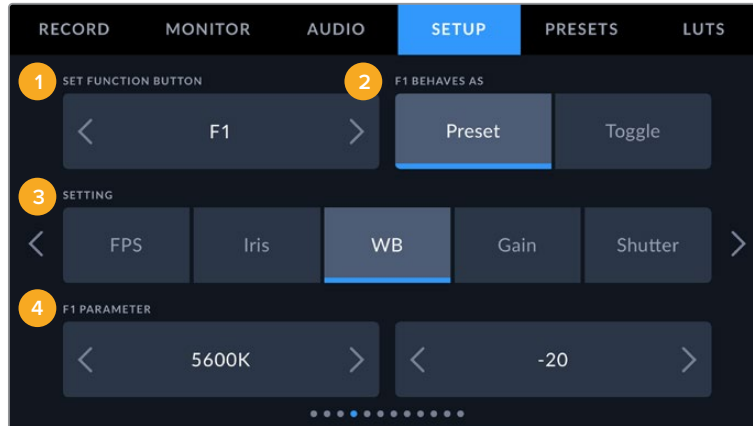 RECORD MONITOR AUDIO SETUP PRESETS LUTS
1 SET FUNCTION BUTTON 2 F1 BEHAVES AS
F1 Preset Toggle
3 SETTING
FPS Iris WB Gain Shutter
4 F1 PARAMETER
5600K -20